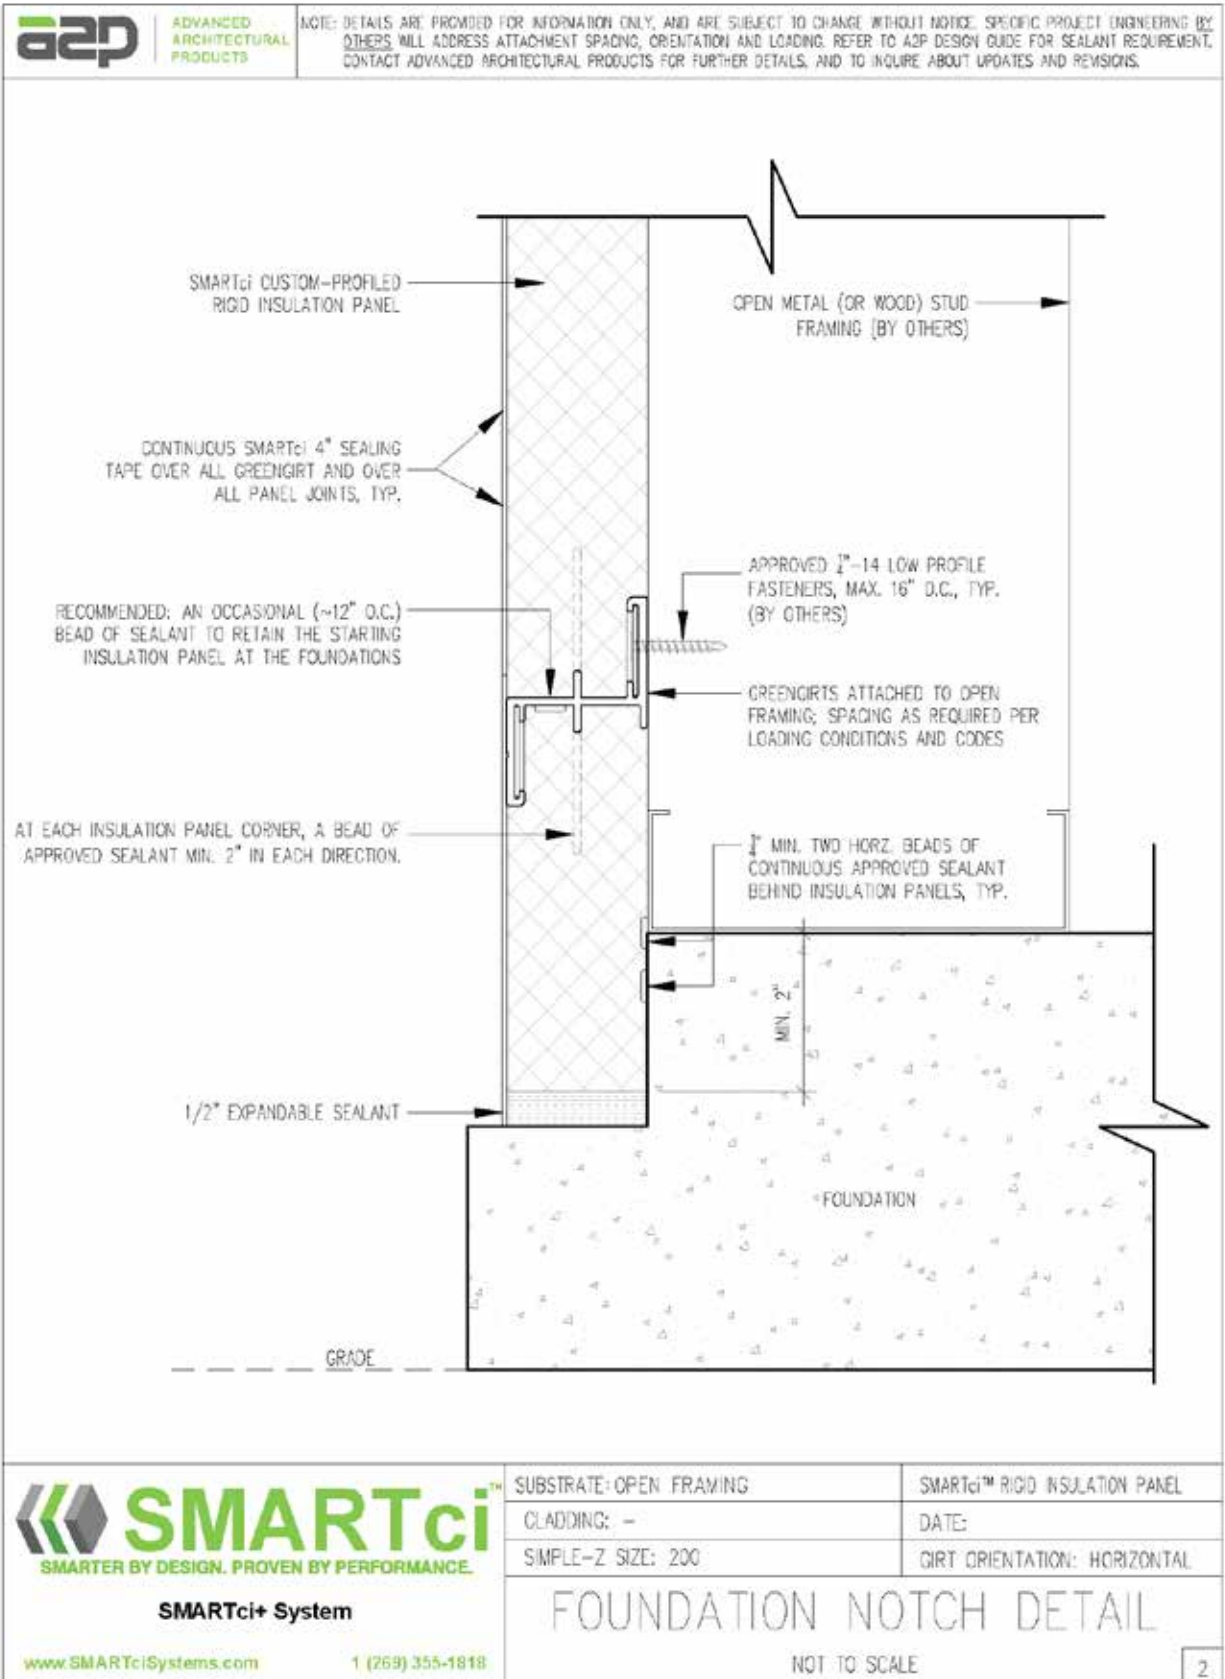 a2p
ADVANCED
ARCHITECTURAL
PRODUCTS
NOTE: DETAILS ARE PROVIDED FOR INFORMATION ONLY, AND ARE SUBJECT TO CHANGE WITHOUT NOTICE. SPECIFIC PROJECT ENGINEERING BY
OTHERS WILL ADDRESS ATTACHMENT SPACING, ORIENTATION AND LOADING. REFER TO A2P DESIGN GUIDE FOR SEALANT REQUIREMENT.
CONTACT ADVANCED ARCHITECTURAL PRODUCTS FOR FURTHER DETAILS, AND TO INQUIRE ABOUT UPDATES AND REVISIONS.
SMARTci CUSTOM-PROFILED
RIGID INSULATION PANEL
OPEN METAL (OR WOOD) STUD
FRAMING (BY OTHERS)
CONTINUOUS SMARTci 4" SEALING
TAPE OVER ALL GREENGIRT AND OVER
ALL PANEL JOINTS, TYP.
APPROVED -14 LOW PROFILE
FASTENERS, MAX. 16" O.C., TYP.
(BY OTHERS)
RECOMMENDED: AN OCCASIONAL (~12" O.C.)
BEAD OF SEALANT TO RETAIN THE STARTING
INSULATION PANEL AT THE FOUNDATIONS
GREENGIRTS ATTACHED TO OPEN
FRAMING; SPACING AS REQUIRED PER
LOADING CONDITIONS AND CODES
AT EACH INSULATION PANEL CORNER, A BEAD OF
APPROVED SEALANT MIN. 2" IN EACH DIRECTION.
MIN. TWO HORZ. BEADS OF
CONTINUOUS APPROVED SEALANT
BEHIND INSULATION PANELS, TYP.
MIN. 2"
1/2" EXPANDABLE SEALANT
FOUNDATION
GRADE
SMARTci™
SMARTER BY DESIGN. PROVEN BY PERFORMANCE.
SMARTci+ System
www.SMARTciSystems.com 1 (269) 355-1818
SUBSTRATE: OPEN FRAMING
SMARTci™ RIGID INSULATION PANEL
CLADDING: -
DATE:
SIMPLE-Z SIZE: 200
GIRT ORIENTATION: HORIZONTAL
FOUNDATION NOTCH DETAIL
NOT TO SCALE
2